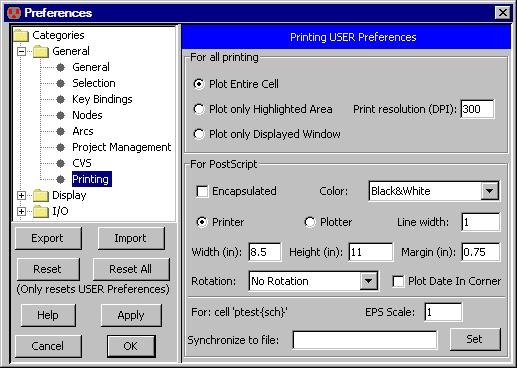 Preferences
Categories
General
General
Selection
Key Bindings
Nodes
Arcs
Project Management
CVS
Printing
Display
I/O
Export Import
Reset Reset All
(Only resets USER Preferences)
Help Apply
Cancel OK
Printing USER Preferences
For all printing
Plot Entire Cell
Plot only Highlighted Area Print resolution (DPI): 300
Plot only Displayed Window
For PostScript
Encapsulated Color: Black&White
Printer Plotter Line width: 1
Width (in): 8.5 Height (in): 11 Margin (in): 0.75
Rotation: No Rotation Plot Date In Corner
For: cell 'ptest{sch}' EPS Scale: 1
Synchronize to file: Set